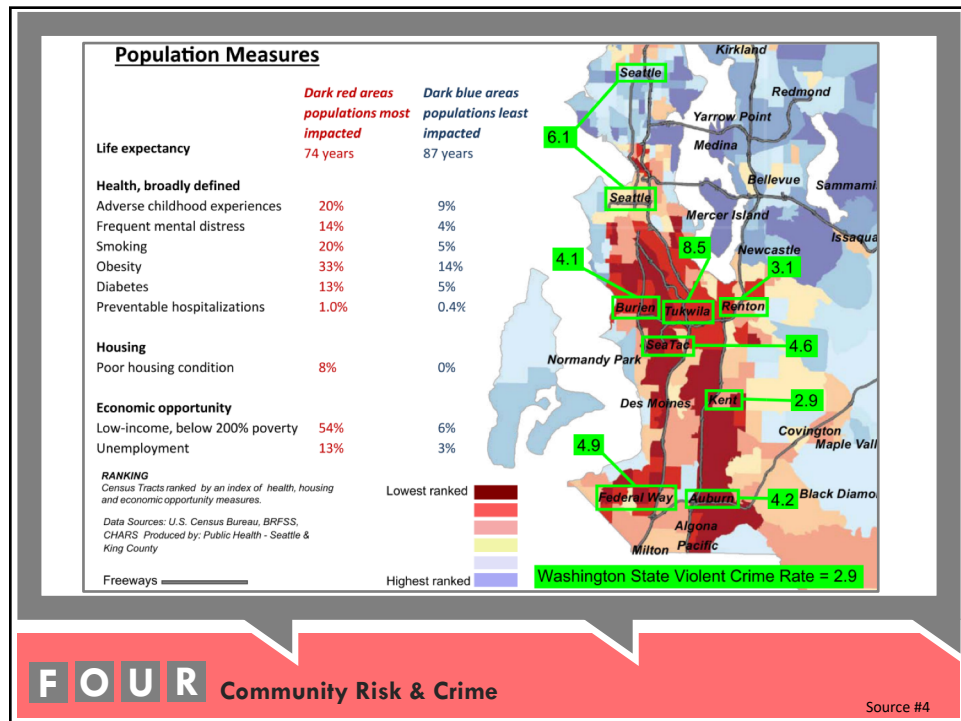 Population Measures
Dark red areas populations most impacted
Dark blue areas populations least impacted
Life expectancy 74 years 87 years
Health, broadly defined
Adverse childhood experiences 20% 9%
Frequent mental distress 14% 4%
Smoking 20% 5%
Obesity 33% 14%
Diabetes 13% 5%
Preventable hospitalizations 1.0% 0.4%
Housing
Poor housing condition 8% 0%
Economic opportunity
Low-income, below 200% poverty 54% 6%
Unemployment 13% 3%
RANKING
Census Tracts ranked by an index of health, housing
and economic opportunity measures.
Data Sources: U.S. Census Bureau, BRFSS,
CHARS Produced by: Public Health - Seattle &
King County
Freeways
Lowest ranked
Highest ranked
Kirkland
Seattle
Redmond
Yarrow Point
6.1
Medina
Bellevue
Sammami
Seattle
Mercer Island
Issaqua
Newcastle
8.5
4.1
3.1
Burien
Tukwila
Renton
SeaTac
4.6
Normandy Park
Des Moines
Kent
2.9
Covington
Maple Vall
4.9
Federal Way
Auburn
4.2
Black Diamo
Algona
Milton
Pacific
Washington State Violent Crime Rate = 2.9
FOUR Community Risk & Crime
Source #4